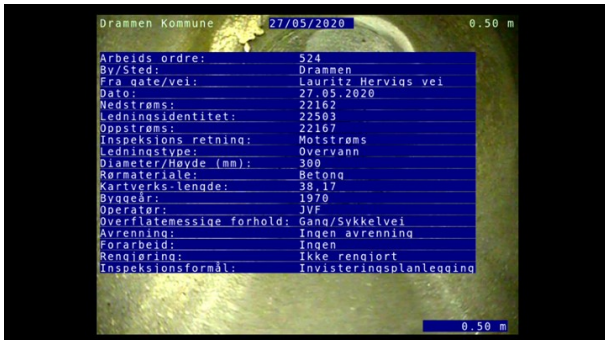 Drammen Kommune 27/05/2020 0.50 m
Arbeids ordre: 524
By/Sted: Drammen
Fra gate/vei: Lauritz Hervigs vei
Dato: 27.05.2020
Nedstrøms: 22162
Ledningsidentitet: 22503
Oppstrøms: 22167
Inspeksjons retning: Motstrøms
Ledningstype: Overvann
Diameter/Høyde (mm): 300
Rørmateriale: Betong
Kartverks-lengde: 38,17
Byggeår: 1970
Operatør: JVF
Overflatemessige forhold: Gang/Sykkelvei
Avrenning: Ingen avrenning
Forarbeid: Ingen
Rengjøring: Ikke rengjort
Inspeksjonsformål: Invisteringsplanlegging
0.50 m